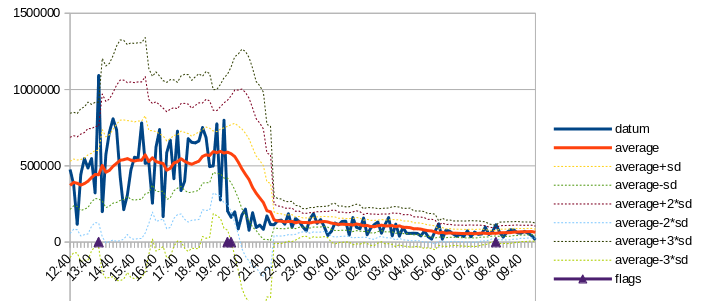 1500000
1000000
500000
0
12:40
13:40
14:40
15:40
16:40
17:40
18:40
19:40
20:40
21:40
22:40
23:40
00:40
01:40
02:40
03:40
04:40
05:40
06:40
07:40
08:40
09:40
datum
average
average+sd
average-sd
average+2*sd
average-2*sd
average+3*sd
average-3*sd
flags